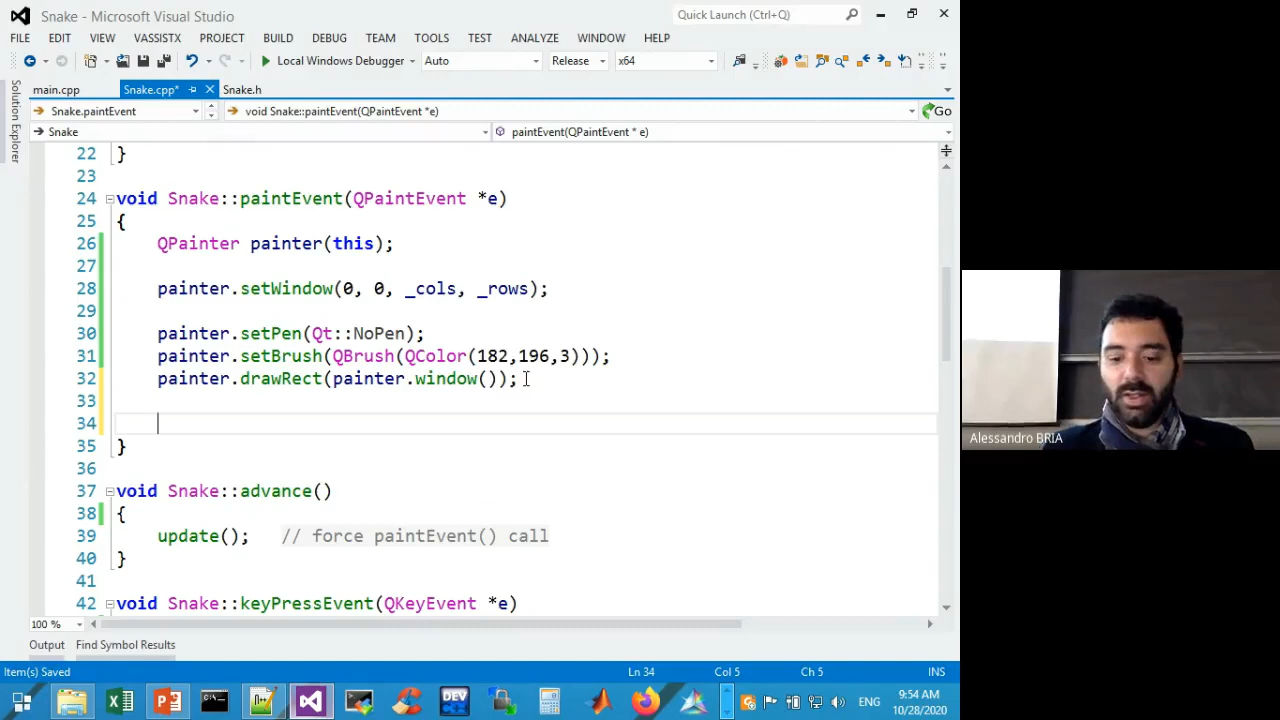 Snake - Microsoft Visual Studio
Quick Launch (Ctrl+Q)
FILE EDIT VIEW VASSISTX PROJECT BUILD DEBUG TEAM TOOLS TEST ANALYZE WINDOW HELP
Local Windows Debugger Auto Release x64
Solution Explorer
main.cpp Snake.cpp* Snake.h
Snake.paintEvent void Snake::paintEvent(QPaintEvent *e) Go
Snake paintEvent(QPaintEvent * e)
22 }
23
24 void Snake::paintEvent(QPaintEvent *e)
25 {
26 QPainter painter(this);
27
28 painter.setWindow(0, 0, _cols, _rows);
29
30 painter.setPen(Qt::NoPen);
31 painter.setBrush(QBrush(QColor(182,196,3)));
32 painter.drawRect(painter.window());
33
34
35 }
36
37 void Snake::advance()
38 {
39 update(); // force paintEvent() call
40 }
41
42 void Snake::keyPressEvent(QKeyEvent *e)
100 %
Output Find Symbol Results
Item(s) Saved Ln 34 Col 5 Ch 5 INS
DEV
ENG
9:54 AM
10/28/2020
Alessandro BRIA